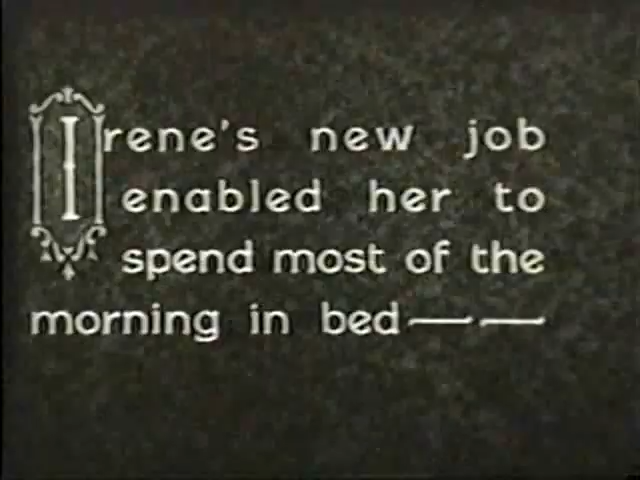 Irene's new job
enabled her to
spend most of the
morning in bed — —